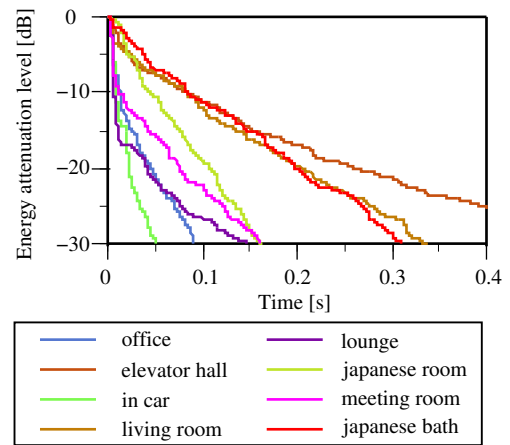 Energy attenuation level [dB]
0
−10
−20
−30
0
0.1
0.2
0.3
0.4
Time [s]
office
elevator hall
in car
living room
lounge
japanese room
meeting room
japanese bath